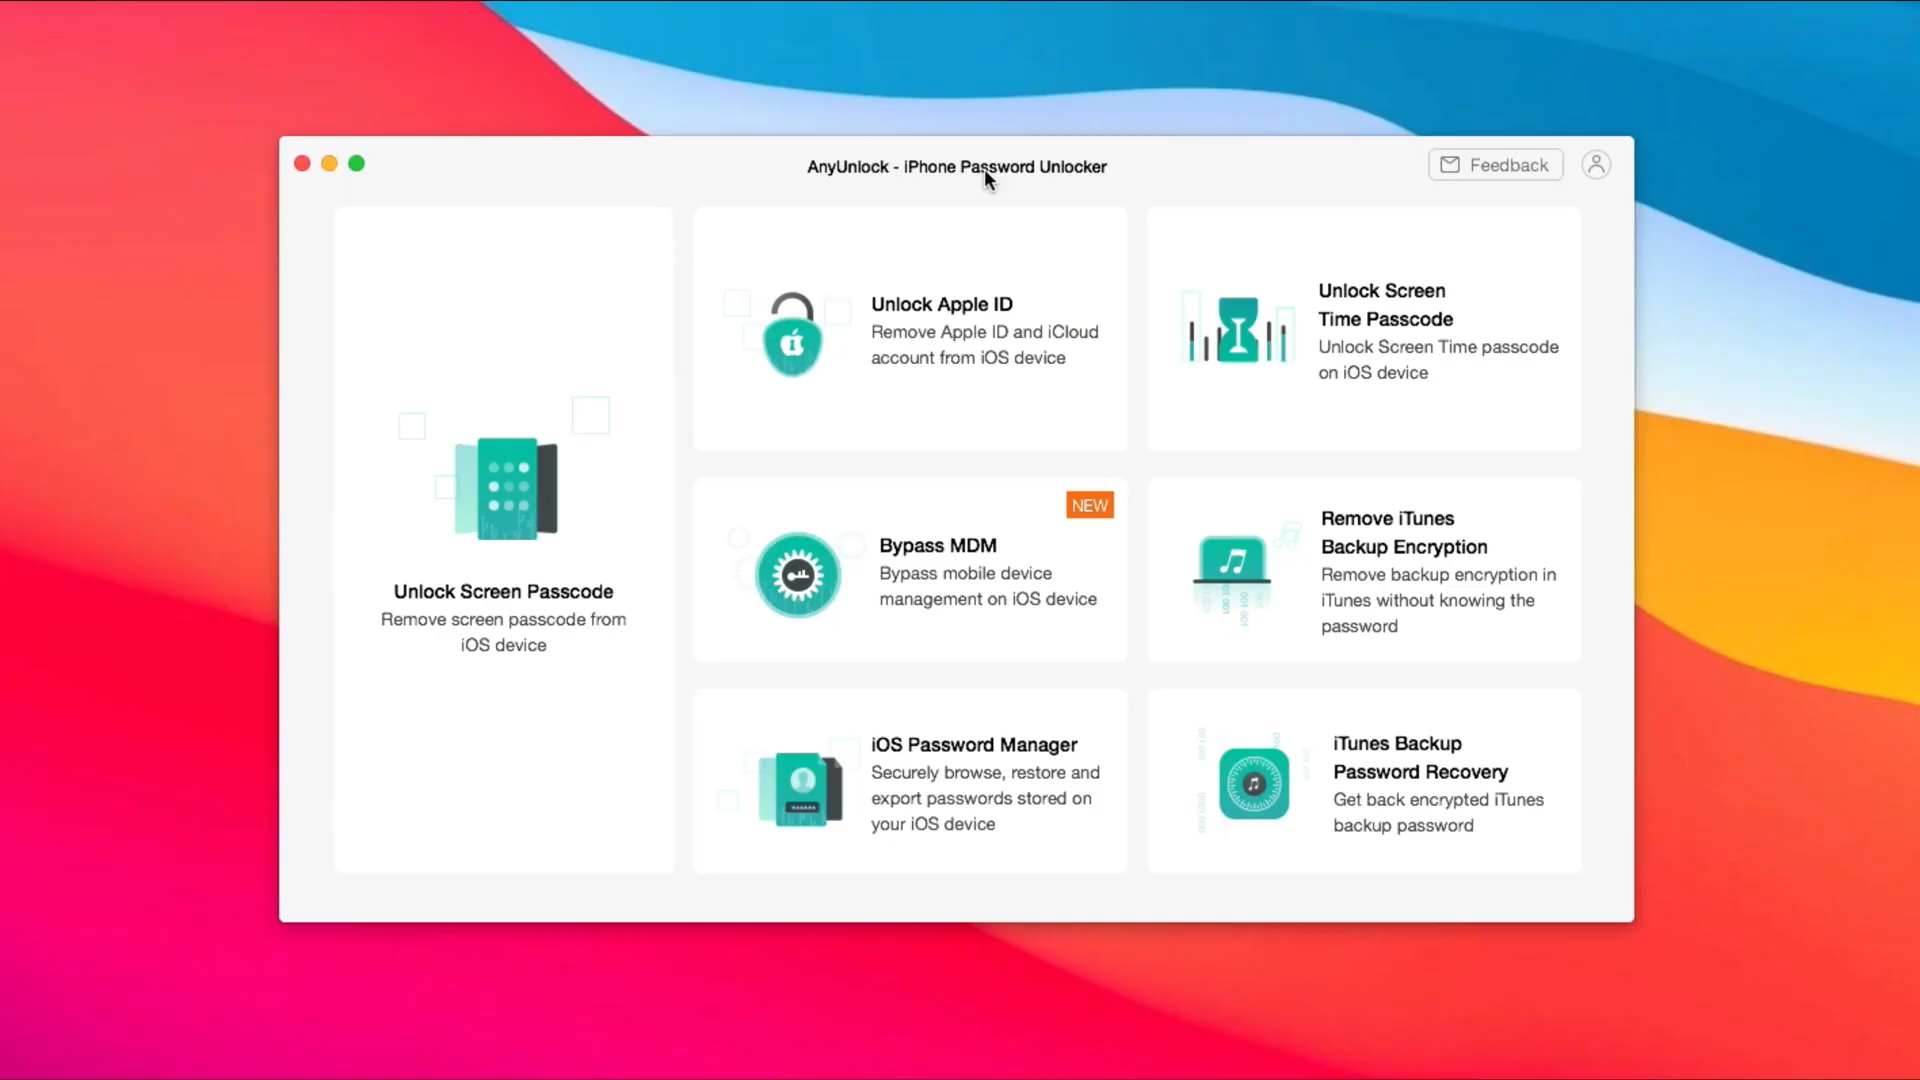 AnyUnlock - iPhone Password Unlocker
Feedback
Unlock Screen Passcode
Remove screen passcode from
iOS device
Unlock Apple ID
Remove Apple ID and iCloud
account from iOS device
Unlock Screen
Time Passcode
Unlock Screen Time passcode
on iOS device
NEW
Bypass MDM
Bypass mobile device
management on iOS device
Remove iTunes
Backup Encryption
Remove backup encryption in
iTunes without knowing the
password
iOS Password Manager
Securely browse, restore and
export passwords stored on
your iOS device
iTunes Backup
Password Recovery
Get back encrypted iTunes
backup password